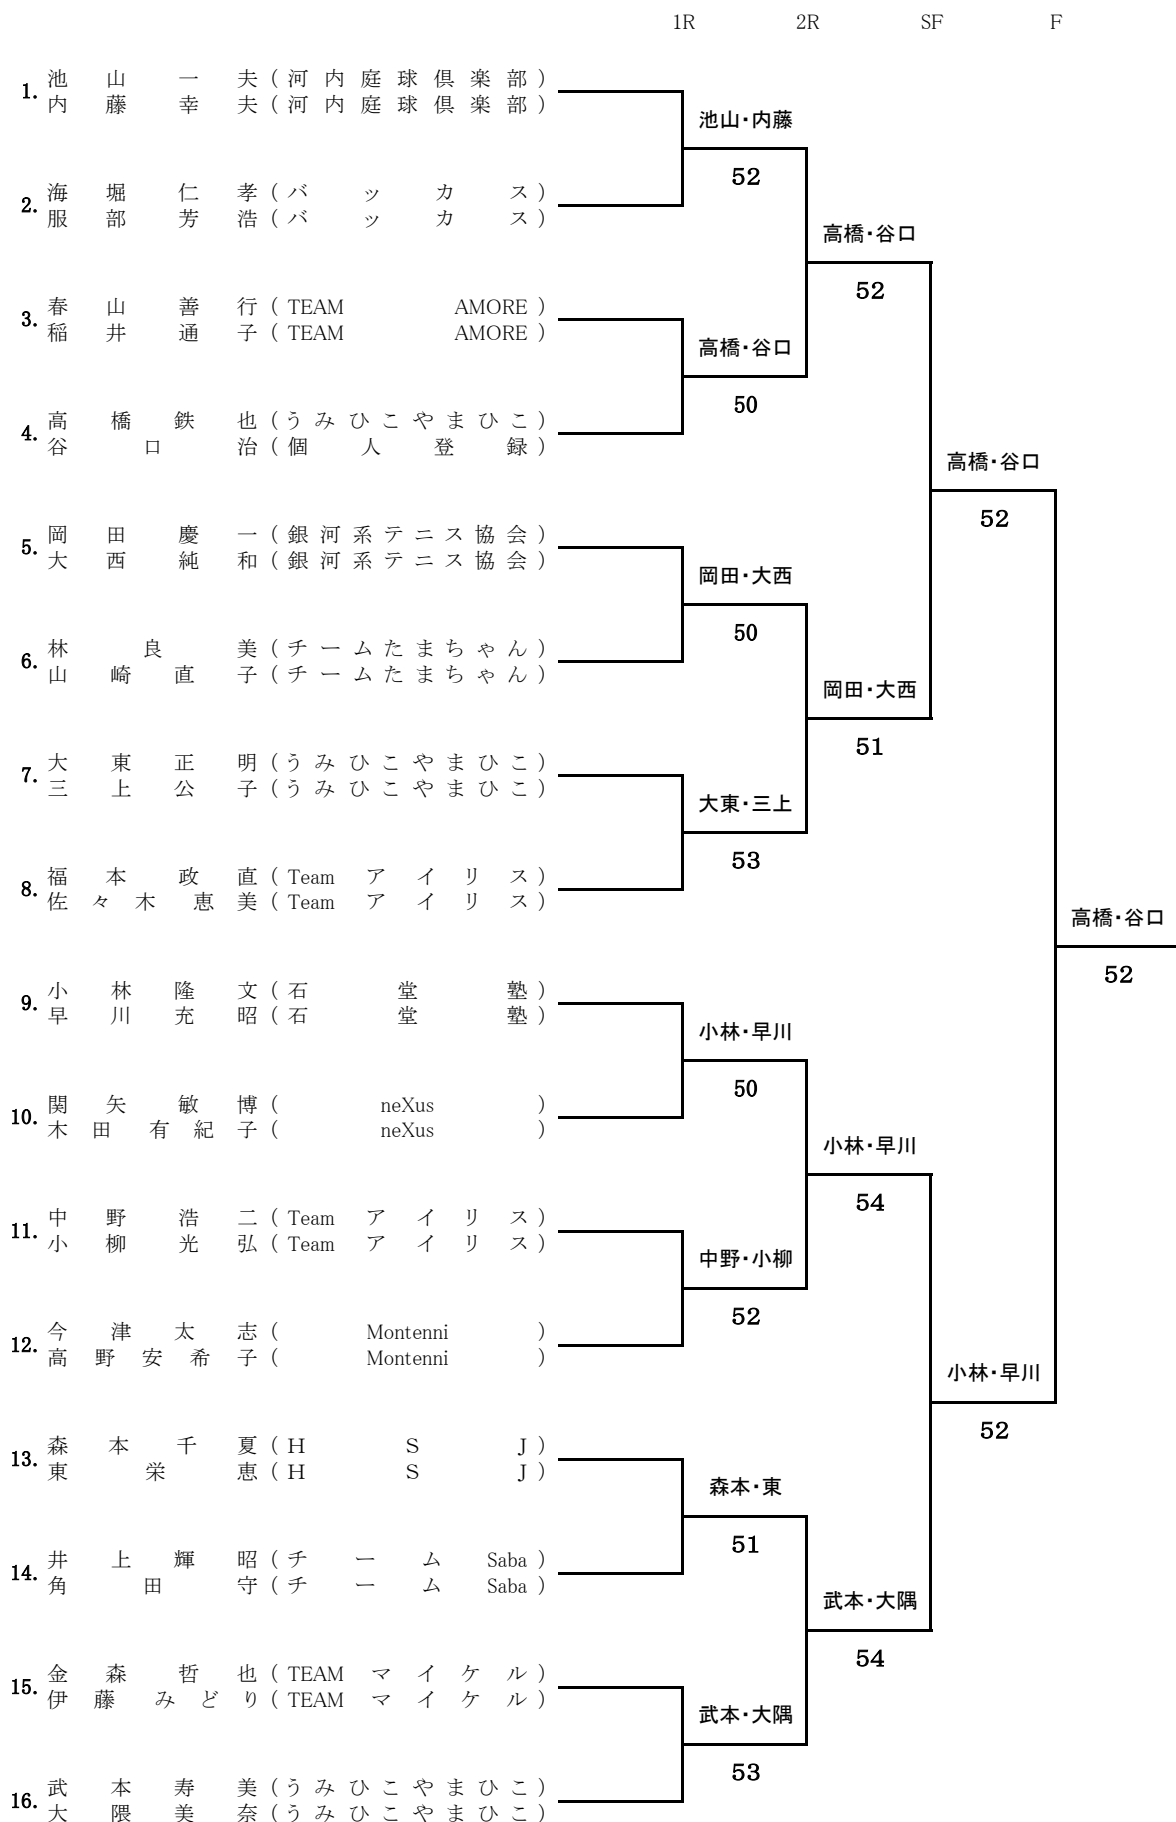 1R 2R SF F
1. 池山一夫(河内庭球倶楽部)
内藤幸夫(河内庭球倶楽部)
池山・内藤
52
2. 海堀仁孝(バッカス)
服部芳浩(バッカス)
高橋・谷口
52
3. 春山善行(TEAM AMORE)
稲井通子(TEAM AMORE)
高橋・谷口
50
4. 高橋鉄也(うみひこやまひこ)
谷口治(個人登録)
高橋・谷口
52
5. 岡田慶一(銀河系テニス協会)
大西純和(銀河系テニス協会)
岡田・大西
50
6. 林良美(チームたまちゃん)
山崎直子(チームたまちゃん)
岡田・大西
51
7. 大東正明(うみひこやまひこ)
三上公子(うみひこやまひこ)
大東・三上
53
8. 福本政直(Team アイリス)
佐々木恵美(Team アイリス)
高橋・谷口
52
9. 小林隆文(石堂塾)
早川充昭(石堂塾)
小林・早川
50
10. 関矢敏博(neXus)
木田有紀子(neXus)
小林・早川
54
11. 中野浩二(Team アイリス)
小柳光弘(Team アイリス)
中野・小柳
52
12. 今津太志(Montenni)
高野安希子(Montenni)
小林・早川
52
13. 森本千夏(HSJ)
東栄恵(HSJ)
森本・東
51
14. 井上輝昭(チームSaba)
角田守(チームSaba)
武本・大隅
54
15. 金森哲也(TEAMマイケル)
伊藤みどり(TEAMマイケル)
武本・大隅
53
16. 武本寿美(うみひこやまひこ)
大隈美奈(うみひこやまひこ)